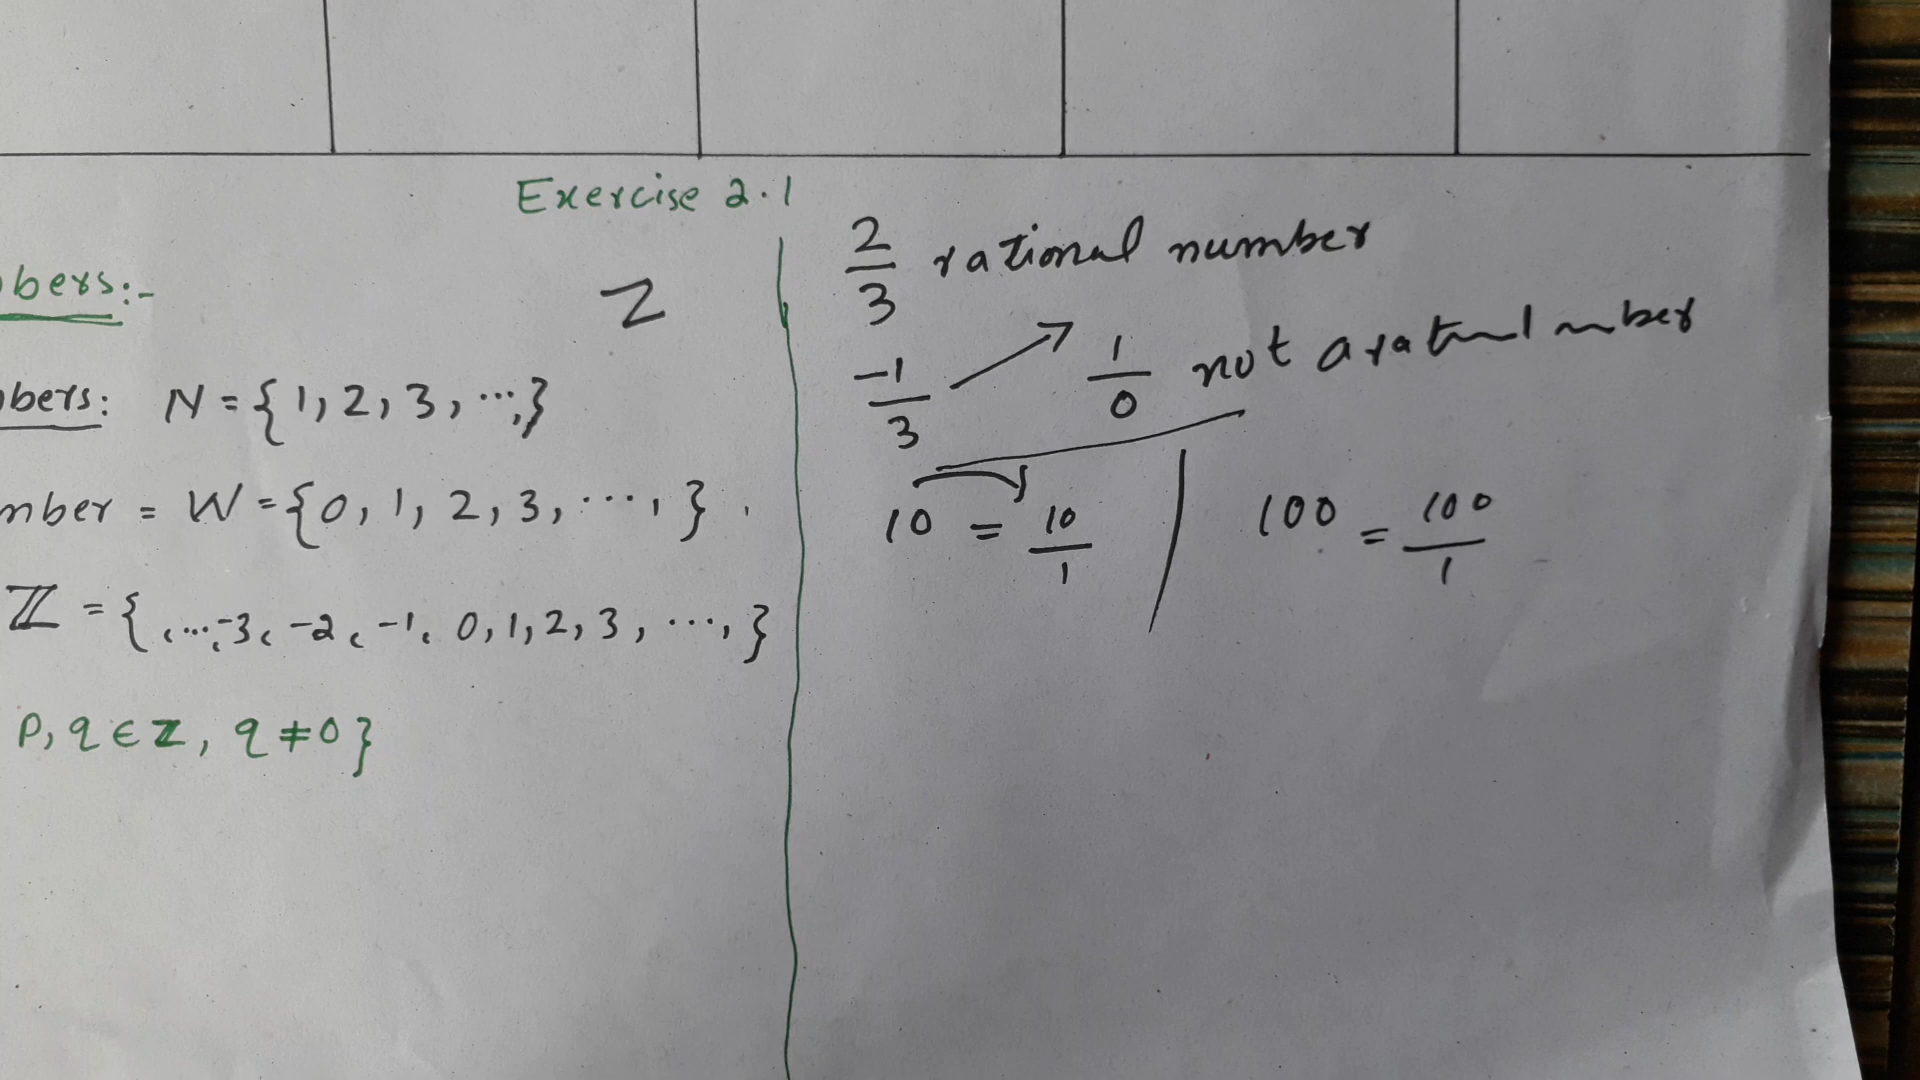 Exercise 2.1
bers:-
Z
bers: N = {1, 2, 3, ...,}
mber = W = {0, 1, 2, 3, ..., }.
ℤ = {, ..., -3, -2, -1, 0, 1, 2, 3, ..., }
P, q ∈ ℤ, q ≠ 0}
2/3 rational number
-1/3
1/0 not a rational number
10 = 10/1
100 = 100/1